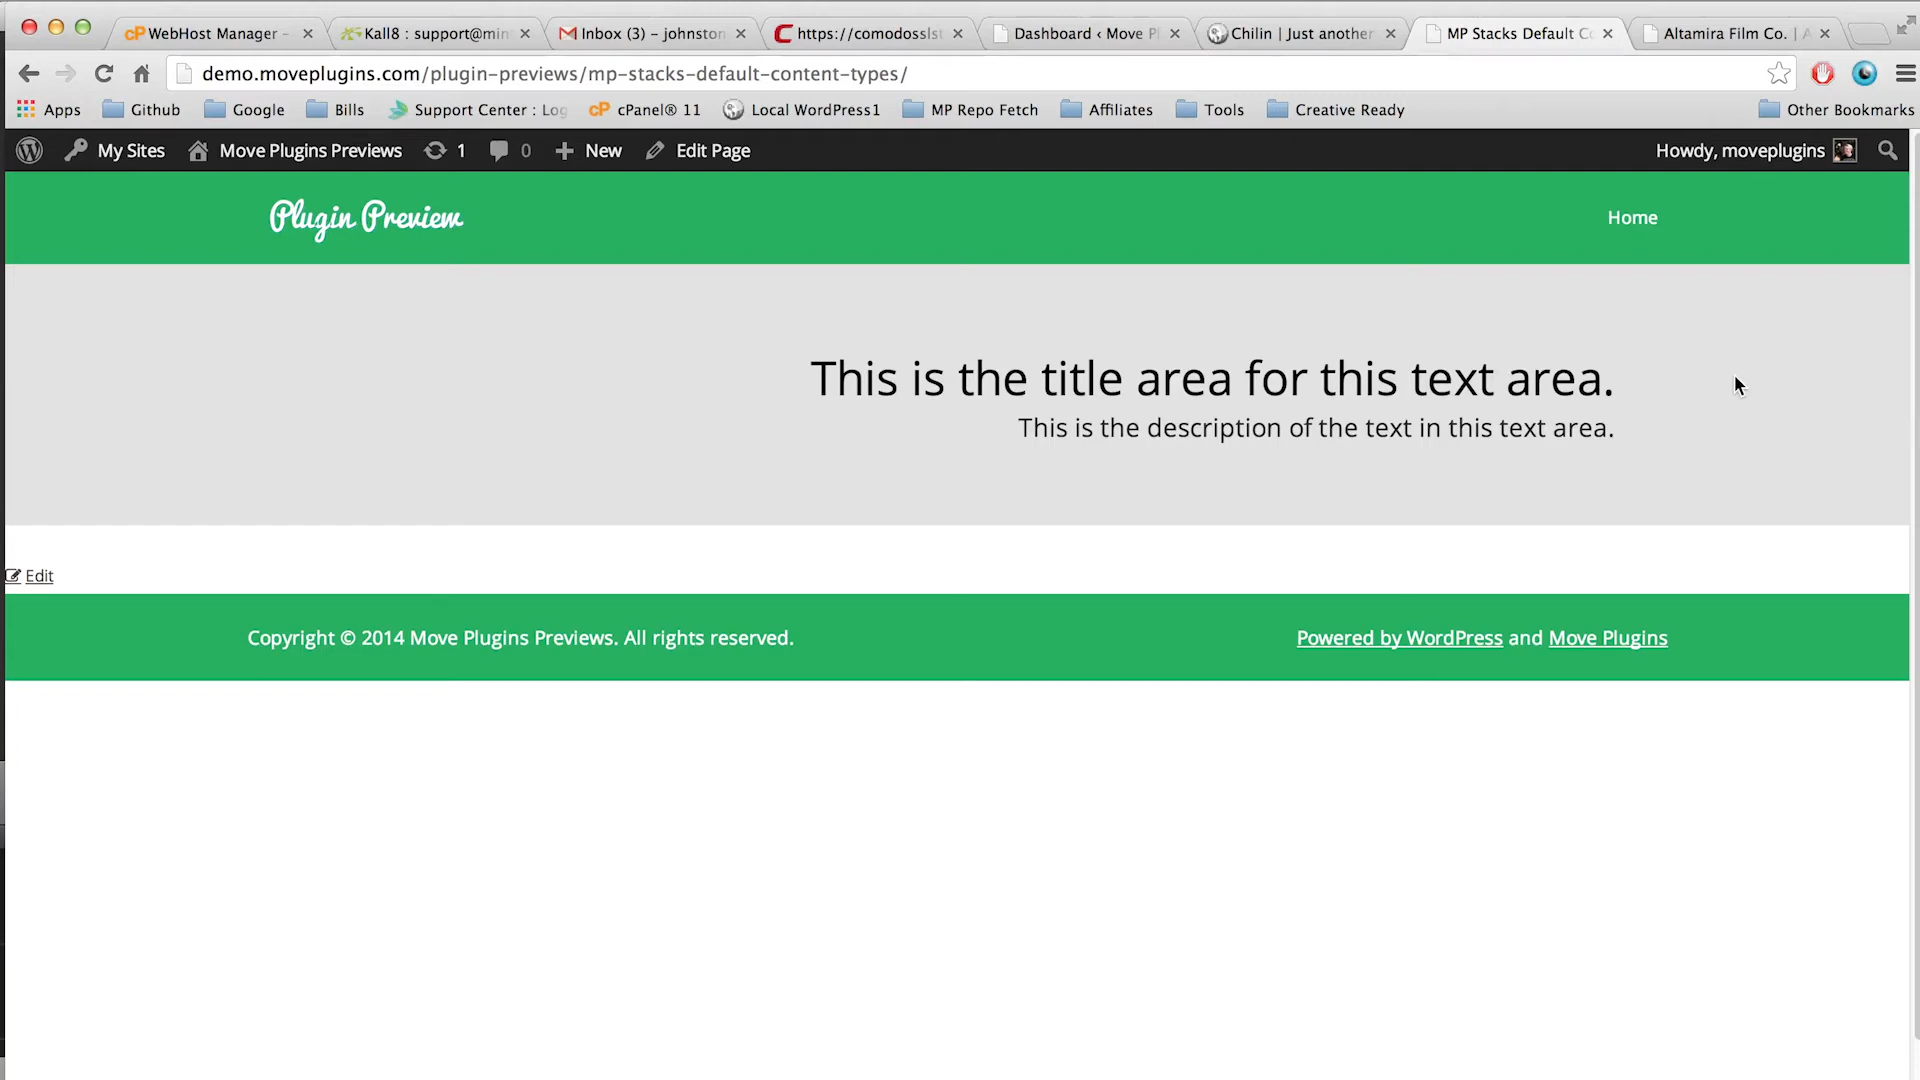 WebHost Manager -
Kall8 : support@min
Inbox (3) – johnston
https://comodosslst
Dashboard ‹ Move P
Chilin | Just another
MP Stacks Default Co
Altamira Film Co. | A
demo.moveplugins.com/plugin-previews/mp-stacks-default-content-types/
Apps
Github
Google
Bills
Support Center : Log
cP cPanel® 11
Local WordPress1
MP Repo Fetch
Affiliates
Tools
Creative Ready
Other Bookmarks
My Sites
Move Plugins Previews
1
0
New
Edit Page
Howdy, moveplugins
Plugin Preview
Home
This is the title area for this text area.
This is the description of the text in this text area.
Edit
Copyright © 2014 Move Plugins Previews. All rights reserved.
Powered by WordPress and Move Plugins